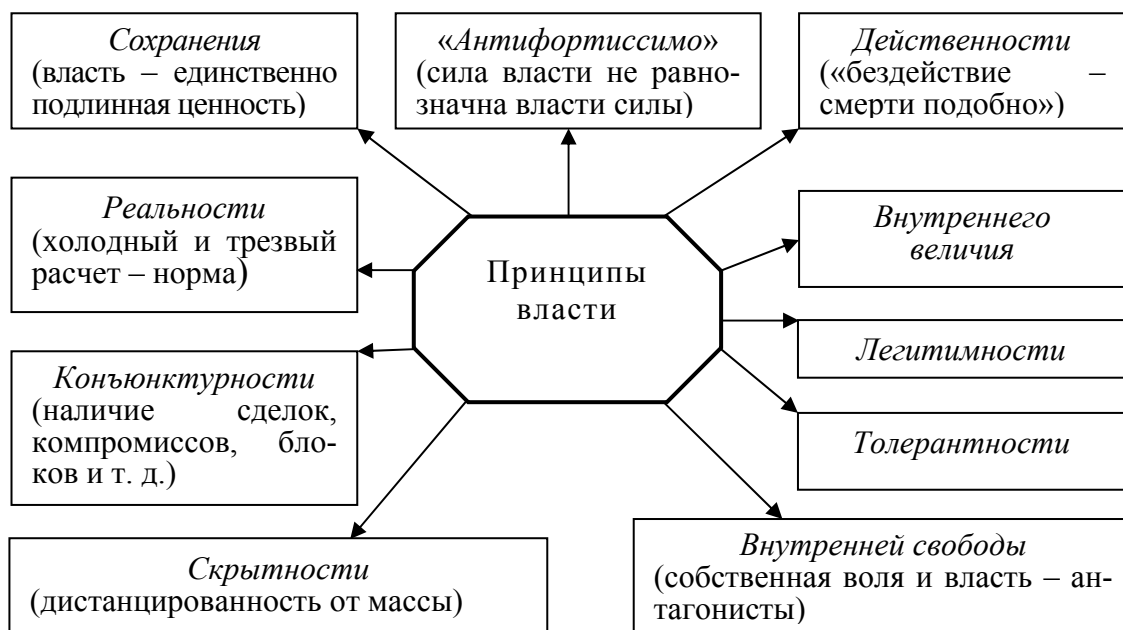 Сохранения
(власть – единственно
подлинная ценность)
«Антифортиссимо»
(сила власти не равно-
значна власти силы)
Действенности
(«бездействие –
смерти подобно»)
Реальности
(холодный и трезвый
расчет – норма)
Принципы
власти
Внутреннего
величия
Легитимности
Конъюнктурности
(наличие сделок,
компромиссов, бло-
ков и т. д.)
Толерантности
Скрытности
(дистанцированность от массы)
Внутренней свободы
(собственная воля и власть – ан-
тагонисты)